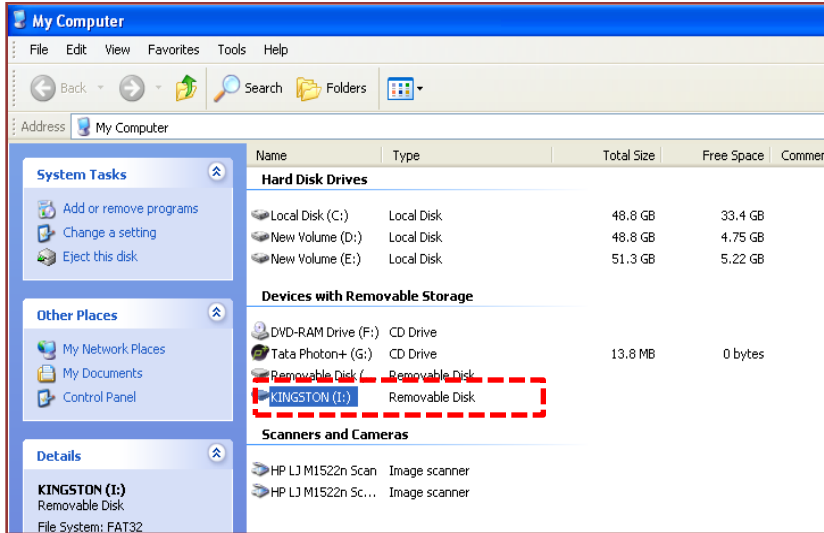 My Computer
File Edit View Favorites Tools Help
Back Search Folders
Address My Computer
System Tasks
Add or remove programs
Change a setting
Eject this disk
Other Places
My Network Places
My Documents
Control Panel
Details
KINGSTON (I:)
Removable Disk
File System: FAT32
Name Type Total Size Free Space Commer
Hard Disk Drives
Local Disk (C:) Local Disk 48.8 GB 33.4 GB
New Volume (D:) Local Disk 48.8 GB 4.75 GB
New Volume (E:) Local Disk 51.3 GB 5.22 GB
Devices with Removable Storage
DVD-RAM Drive (F:) CD Drive
Tata Photon+ (G:) CD Drive 13.8 MB 0 bytes
Removable Disk (... Removable Disk
KINGSTON (I:) Removable Disk
Scanners and Cameras
HP LJ M1522n Scan Image scanner
HP LJ M1522n Sc... Image scanner